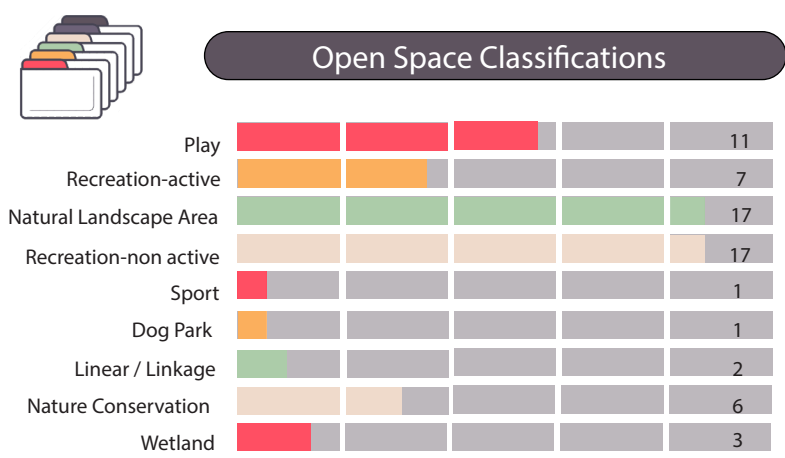 Open Space Classifications
Play 11
Recreation-active 7
Natural Landscape Area 17
Recreation-non active 17
Sport 1
Dog Park 1
Linear / Linkage 2
Nature Conservation 6
Wetland 3